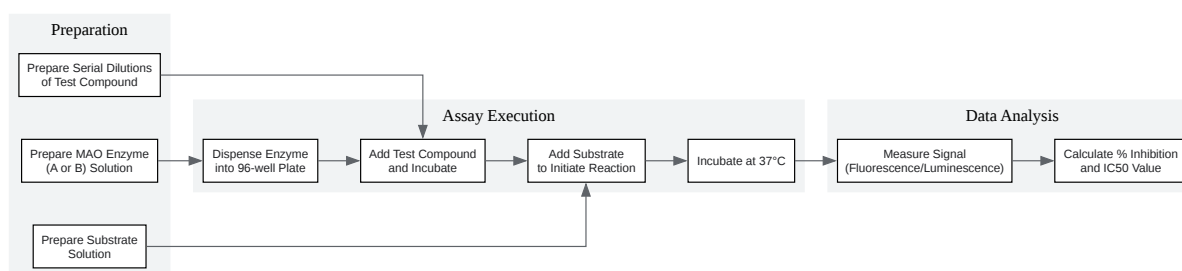 Preparation
Prepare Serial Dilutions
of Test Compound
Prepare MAO Enzyme
(A or B) Solution
Prepare Substrate
Solution
Assay Execution
Dispense Enzyme
into 96-well Plate
Add Test Compound
and Incubate
Add Substrate
to Initiate Reaction
Incubate at 37°C
Data Analysis
Measure Signal
(Fluorescence/Luminescence)
Calculate % Inhibition
and IC50 Value